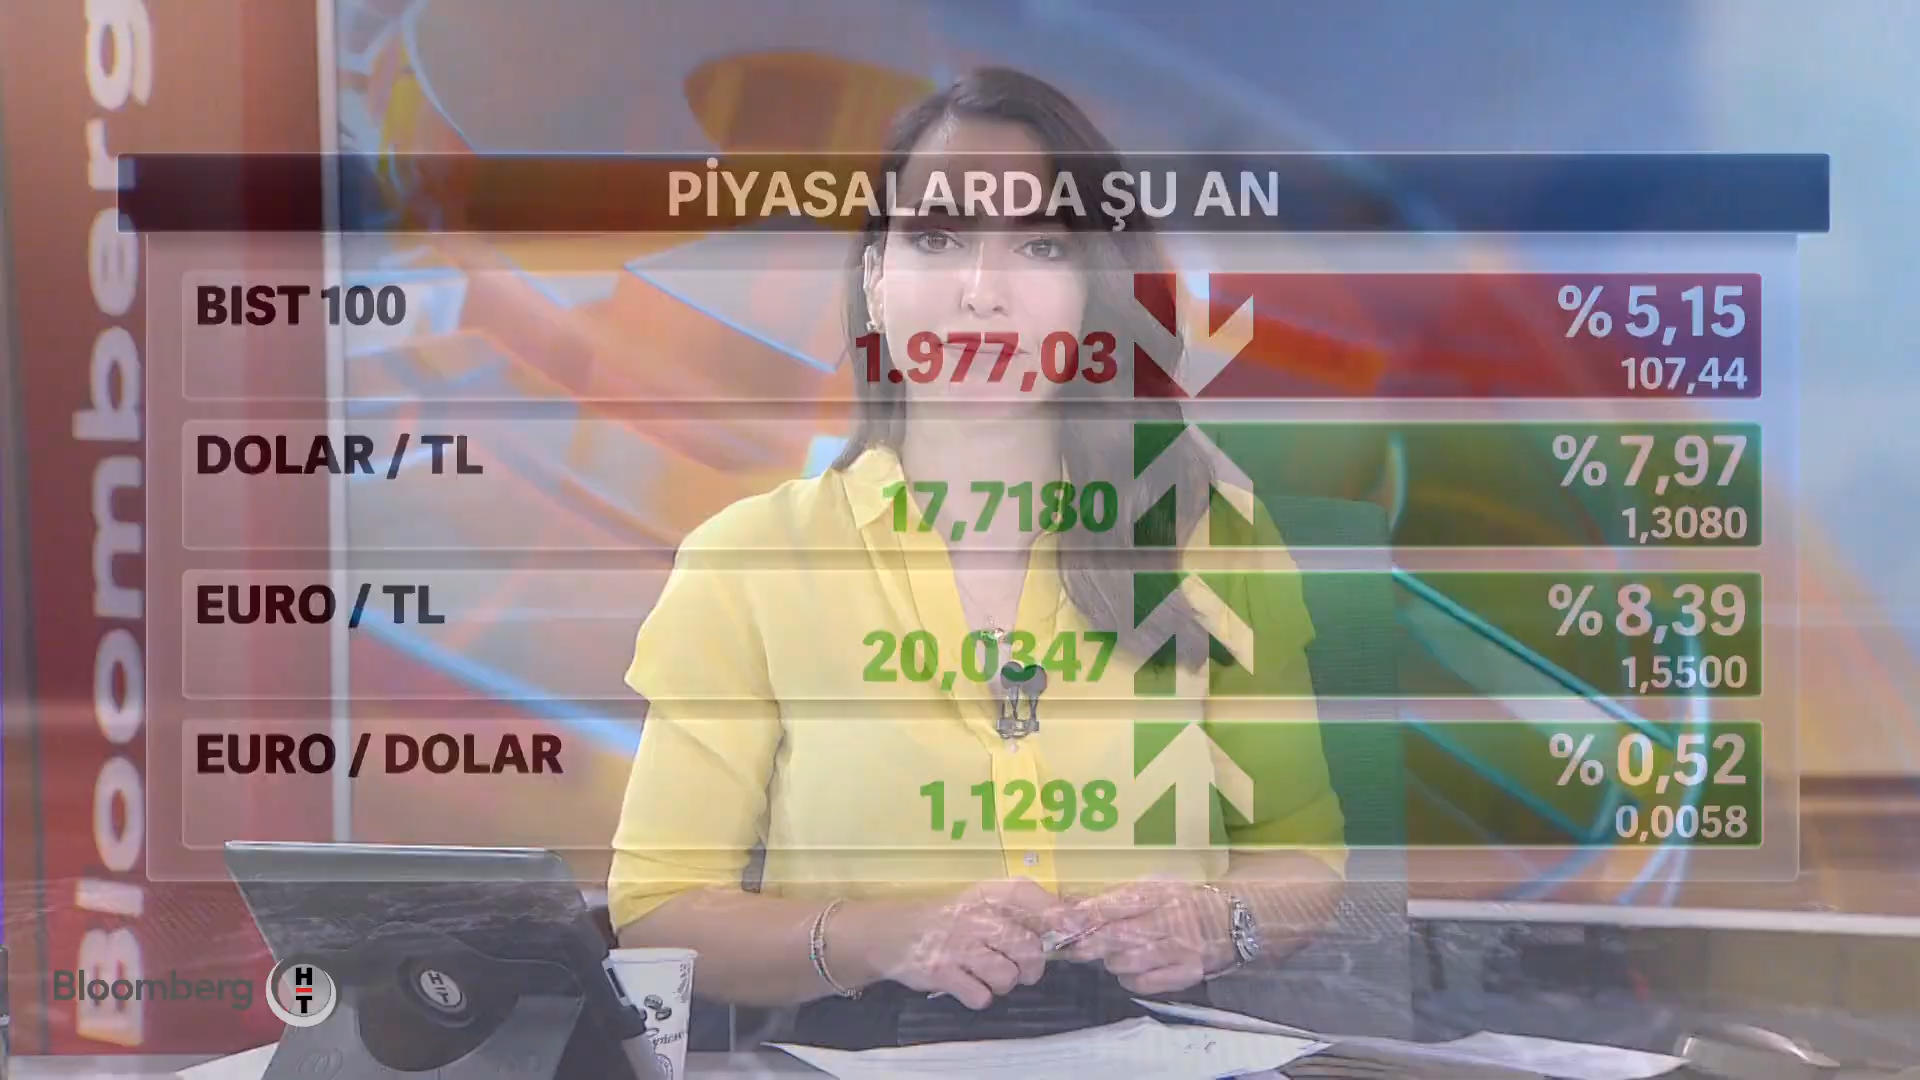 Bloomberg
PİYASALARDA ŞU AN
BIST 100
1.977,03
% 5,15
107,44
DOLAR / TL
17,7180
% 7,97
1,3080
EURO / TL
20,0347
% 8,39
1,5500
EURO / DOLAR
1,1298
% 0,52
0,0058
Bloomberg HT
HT